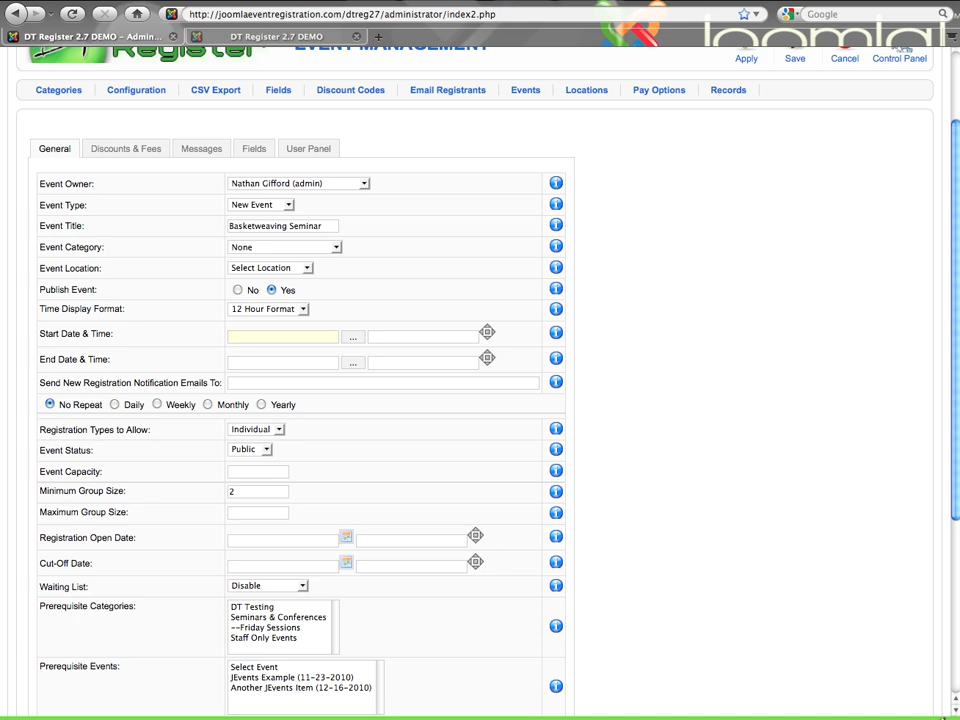 http://joomlaeventregistration.com/dtreg27/administrator/index2.php
Google
DT Register 2.7 DEMO - Admin...
DT Register 2.7 DEMO
Register
EVENT MANAGEMENT
Joomla!
Apply Save Cancel Control Panel
Categories Configuration CSV Export Fields Discount Codes Email Registrants Events Locations Pay Options Records
General Discounts & Fees Messages Fields User Panel
Event Owner: Nathan Gifford (admin)
Event Type: New Event
Event Title: Basketweaving Seminar
Event Category: None
Event Location: Select Location
Publish Event: No Yes
Time Display Format: 12 Hour Format
Start Date & Time: ...
End Date & Time: ...
Send New Registration Notification Emails To:
No Repeat Daily Weekly Monthly Yearly
Registration Types to Allow: Individual
Event Status: Public
Event Capacity:
Minimum Group Size: 2
Maximum Group Size:
Registration Open Date:
Cut-Off Date:
Waiting List: Disable
Prerequisite Categories: DT Testing
Seminars & Conferences
--Friday Sessions
Staff Only Events
Prerequisite Events: Select Event
JEvents Example (11-23-2010)
Another JEvents Item (12-16-2010)